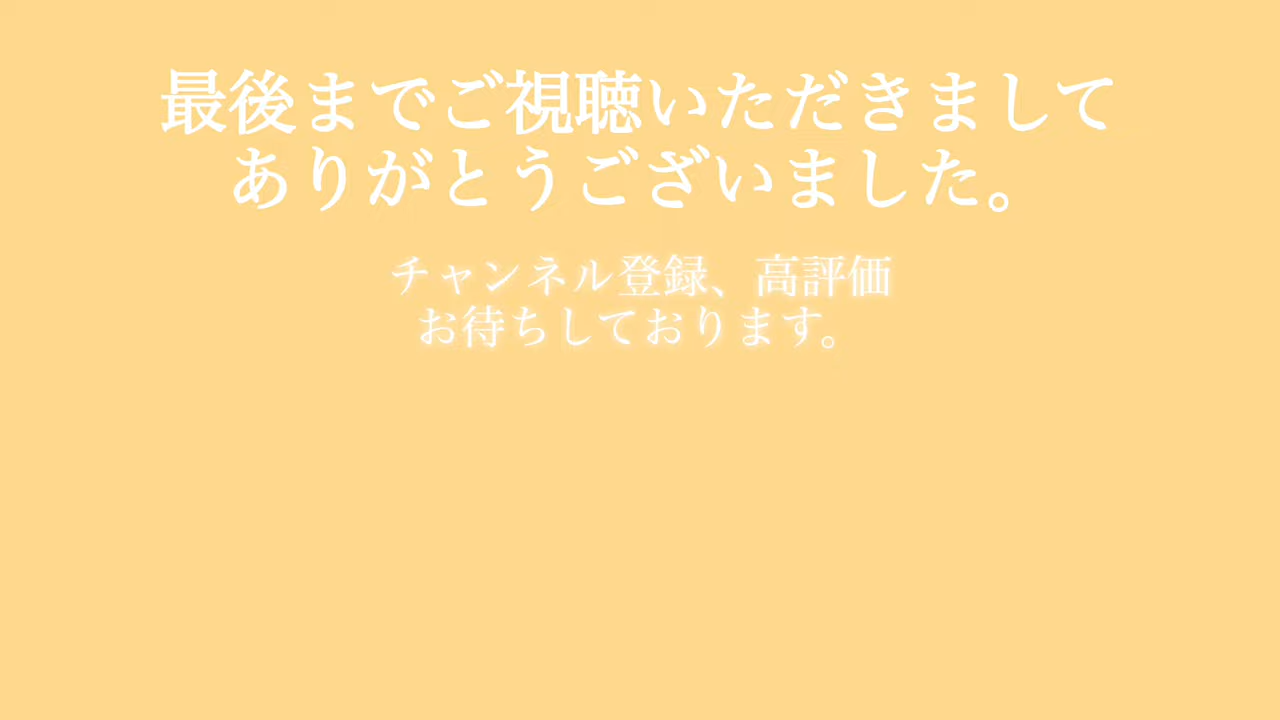 最後までご視聴いただきまして
ありがとうございました。
チャンネル登録、高評価
お待ちしております。